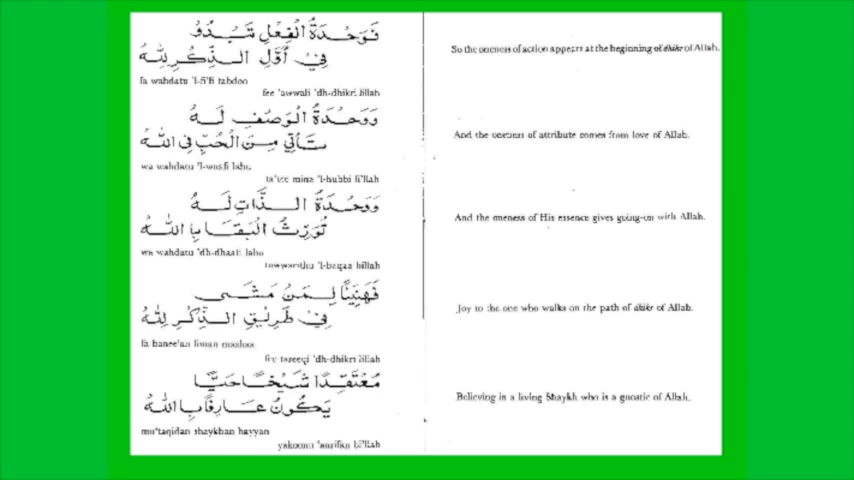 فَوَحْدَةُ الْفِعْلِ تَبْدُو
فِيْ أَوَّلِ الذِّكْرِ لِلّٰهْ
fa wahdatu 'l-fi'li tabdoo
fee 'awwali 'dh-dhikri lillah
So the oneness of action appears at the beginning of dhikr of Allah.
وَوَحْدَةُ الْوَصْفِ لَهُ
تَأْتِي مِنَ الْحُبِّ فِى اللّٰهْ
wa wahdatu 'l-wasfi lahu
ta'tee mina 'l-hubbi fi'llah
And the oneness of attribute comes from love of Allah.
وَوَحْدَةُ الذَّاتِ لَهُ
تُوَرِّثُ الْبَقَا بِاللّٰهْ
wa wahdatu 'dh-dhaati lahu
tuwwarithu 'l-baqaa billah
And the oneness of His essence gives going-on with Allah.
فَهَنِيْئًا لِمَنْ مَشَى
فِيْ طَرِيْقِ الذِّكْرِ لِلّٰهْ
fa hanee'an liman mashaa
fee tareeqi 'dh-dhikri lillah
Joy to the one who walks on the path of dhikr of Allah.
مُعْتَقِدًا شَيْخًا حَيًّا
يَكُونُ عَارِفًا بِاللّٰهْ
mu'taqidan shaykhan hayyan
yakoonu 'aarifan bi'llah
Believing in a living Shaykh who is a gnostic of Allah.